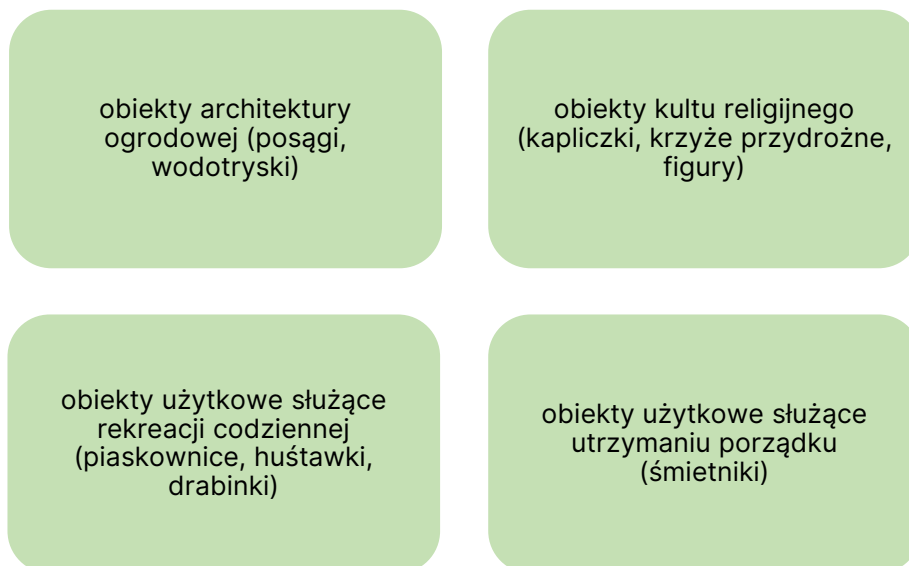 obiekty architektury
ogrodowej (posągi,
wodotryski)
obiekty kultu religijnego
(kapliczki, krzyże przydrożne,
figury)
obiekty użytkowe służące
rekreacji codziennej
(piaskownice, huśtawki,
drabinki)
obiekty użytkowe służące
utrzymaniu porządku
(śmietniki)